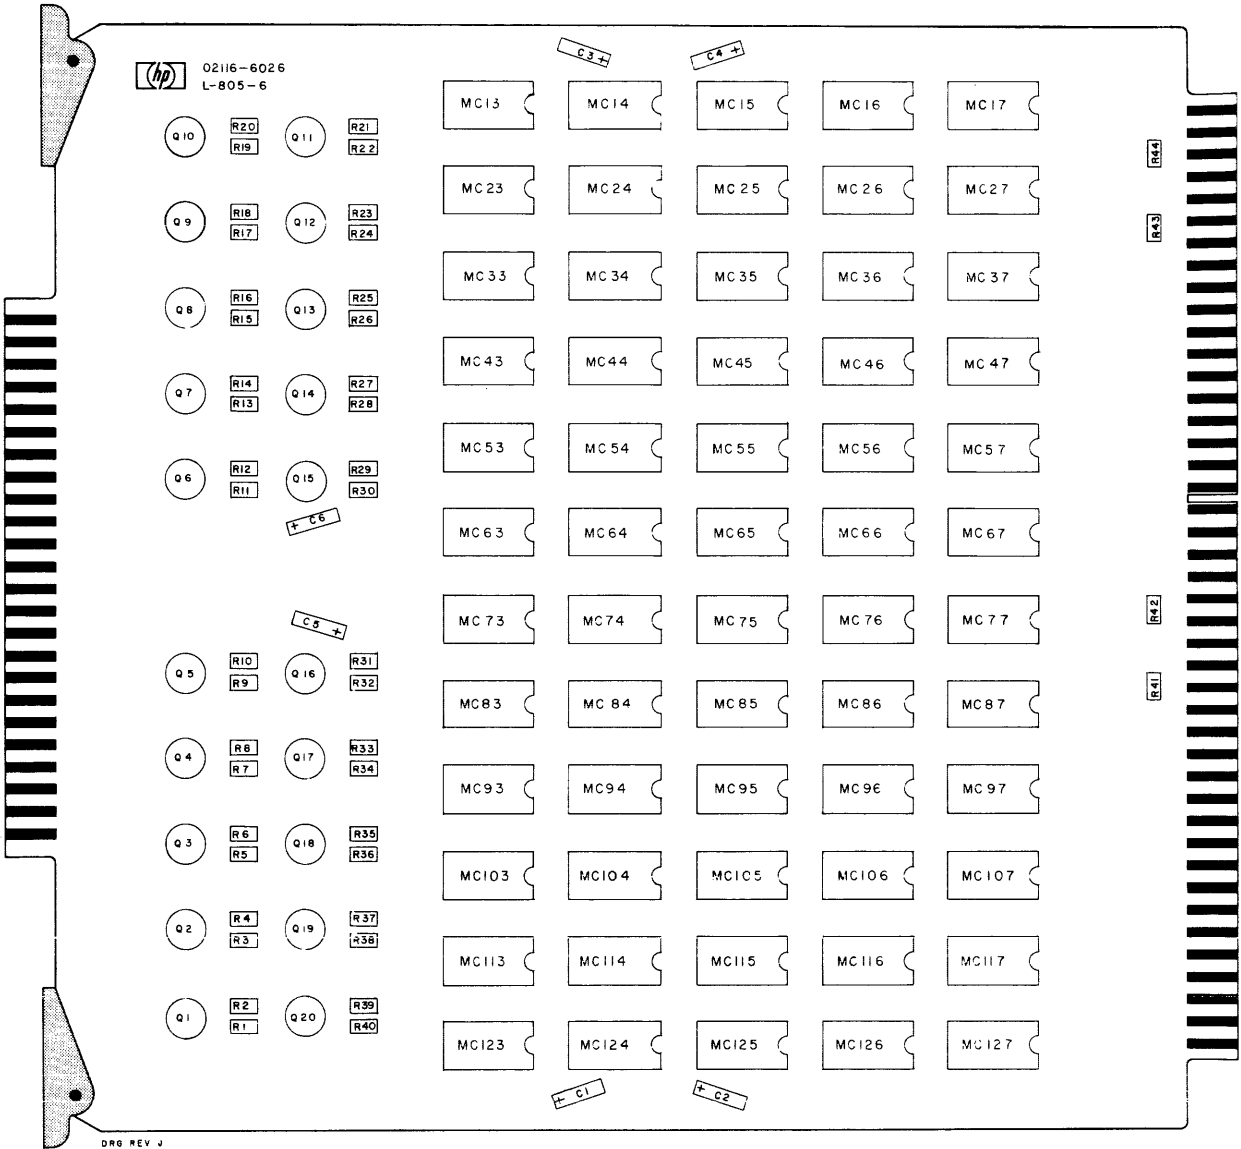 C3 +
C4 +
hp 02116-6026
L-805-6
MC13 MC14 MC15 MC16 MC17
Q10 R20 Q11 R21
R19 R22
R44
MC23 MC24 MC25 MC26 MC27
Q9 R18 Q12 R23
R17 R24
R43
MC33 MC34 MC35 MC36 MC37
Q8 R16 Q13 R25
R15 R26
MC43 MC44 MC45 MC46 MC47
Q7 R14 Q14 R27
R13 R28
MC53 MC54 MC55 MC56 MC57
Q6 R12 Q15 R29
R11 R30
+ C6
MC63 MC64 MC65 MC66 MC67
C5 +
MC73 MC74 MC75 MC76 MC77
R42
Q5 R10 Q16 R31
R9 R32
R41
MC83 MC84 MC85 MC86 MC87
Q4 R8 Q17 R33
R7 R34
MC93 MC94 MC95 MC96 MC97
Q3 R6 Q18 R35
R5 R36
MC103 MC104 MC105 MC106 MC107
Q2 R4 Q19 R37
R3 R38
MC113 MC114 MC115 MC116 MC117
Q1 R2 Q20 R39
R1 R40
MC123 MC124 MC125 MC126 MC127
+ C1
+ C2
DRG REV J